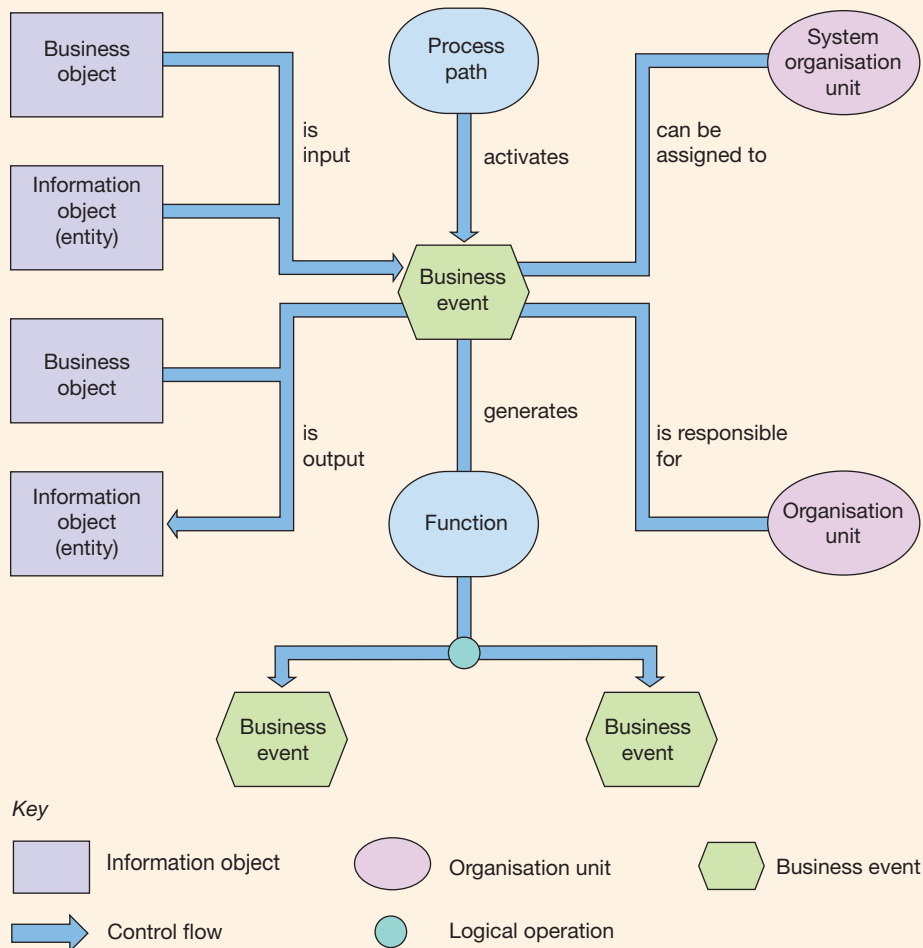 Business
object
Process
path
System
organisation
unit
is
input
activates
can be
assigned to
Information
object
(entity)
Business
event
Business
object
generates
is
output
is responsible
for
Information
object
(entity)
Function
Organisation
unit
Business
event
Business
event
Key
Information object
Organisation unit
Business event
Control flow
Logical operation